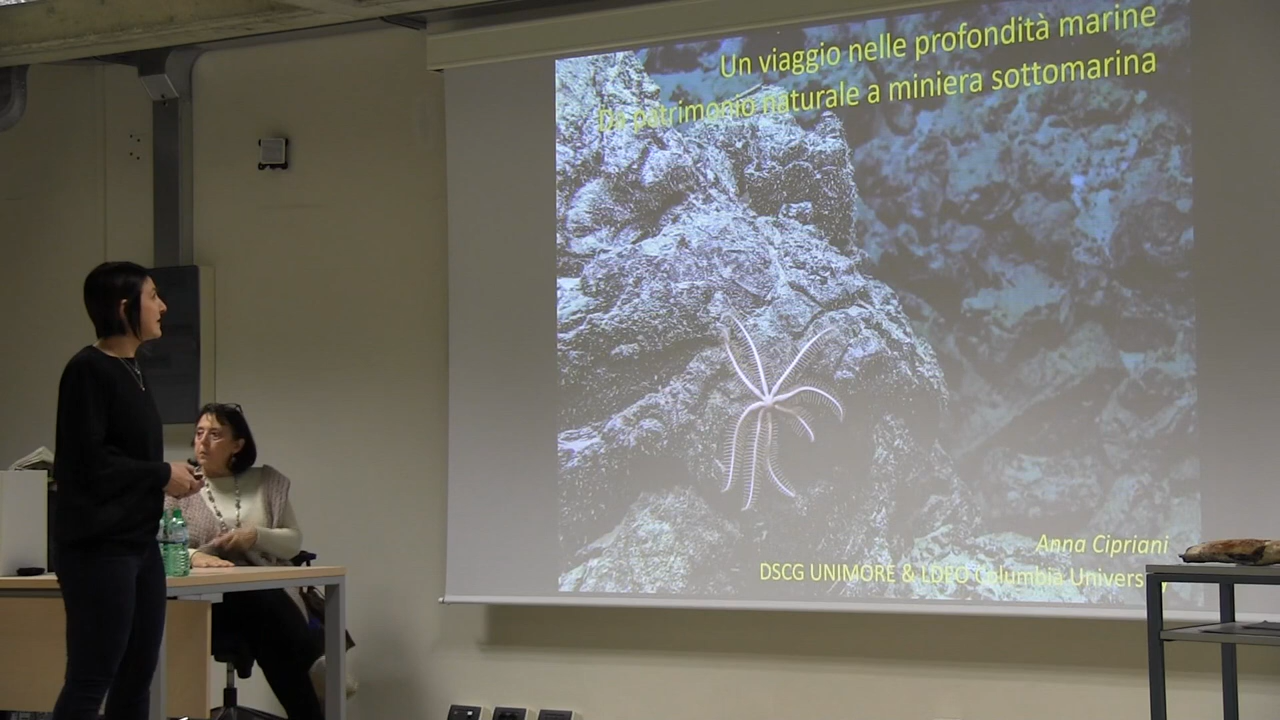 Un viaggio nelle profondità marine
Da patrimonio naturale a miniera sottomarina
Anna Cipriani
DSCG UNIMORE & LDEO Columbia University